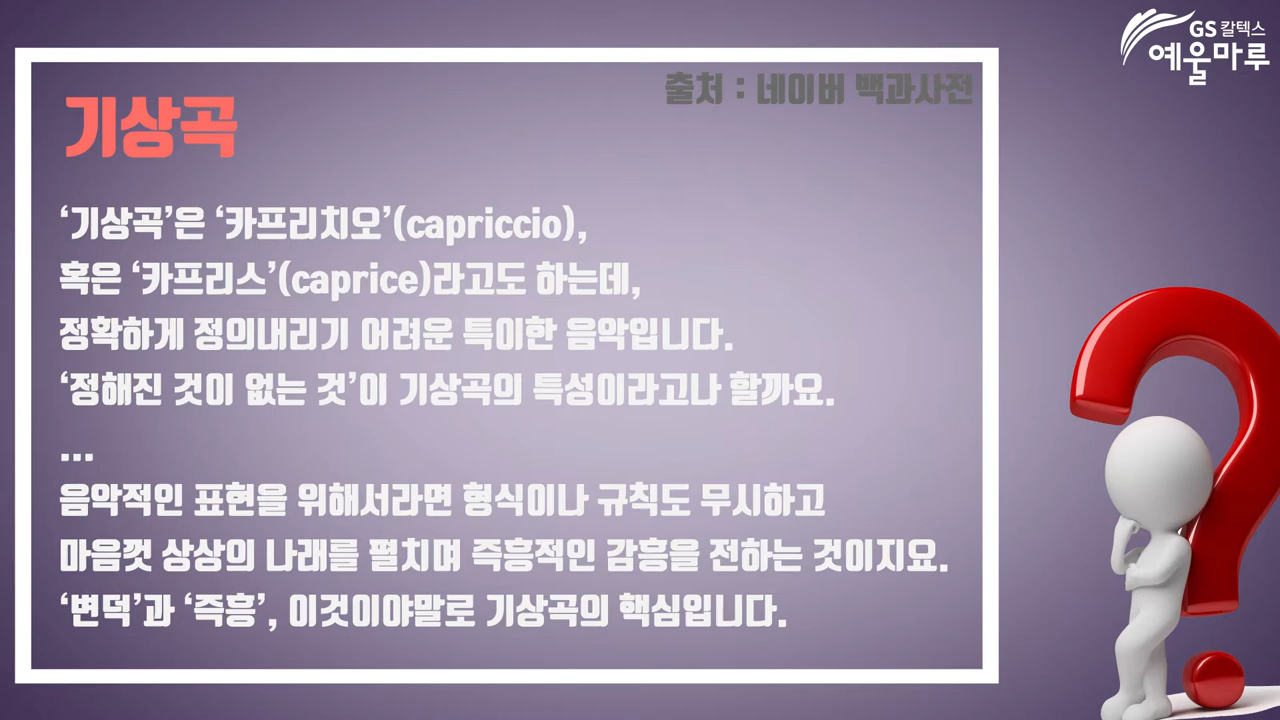 GS칼텍스
예울마루
출처 : 네이버 백과사전
기상곡
‘기상곡’은 ‘카프리치오’(capriccio),
혹은 ‘카프리스’(caprice)라고도 하는데,
정확하게 정의내리기 어려운 특이한 음악입니다.
‘정해진 것이 없는 것’이 기상곡의 특성이라고나 할까요.
...
음악적인 표현을 위해서라면 형식이나 규칙도 무시하고
마음껏 상상의 나래를 펼치며 즉흥적인 감흥을 전하는 것이지요.
‘변덕’과 ‘즉흥’, 이것이야말로 기상곡의 핵심입니다.